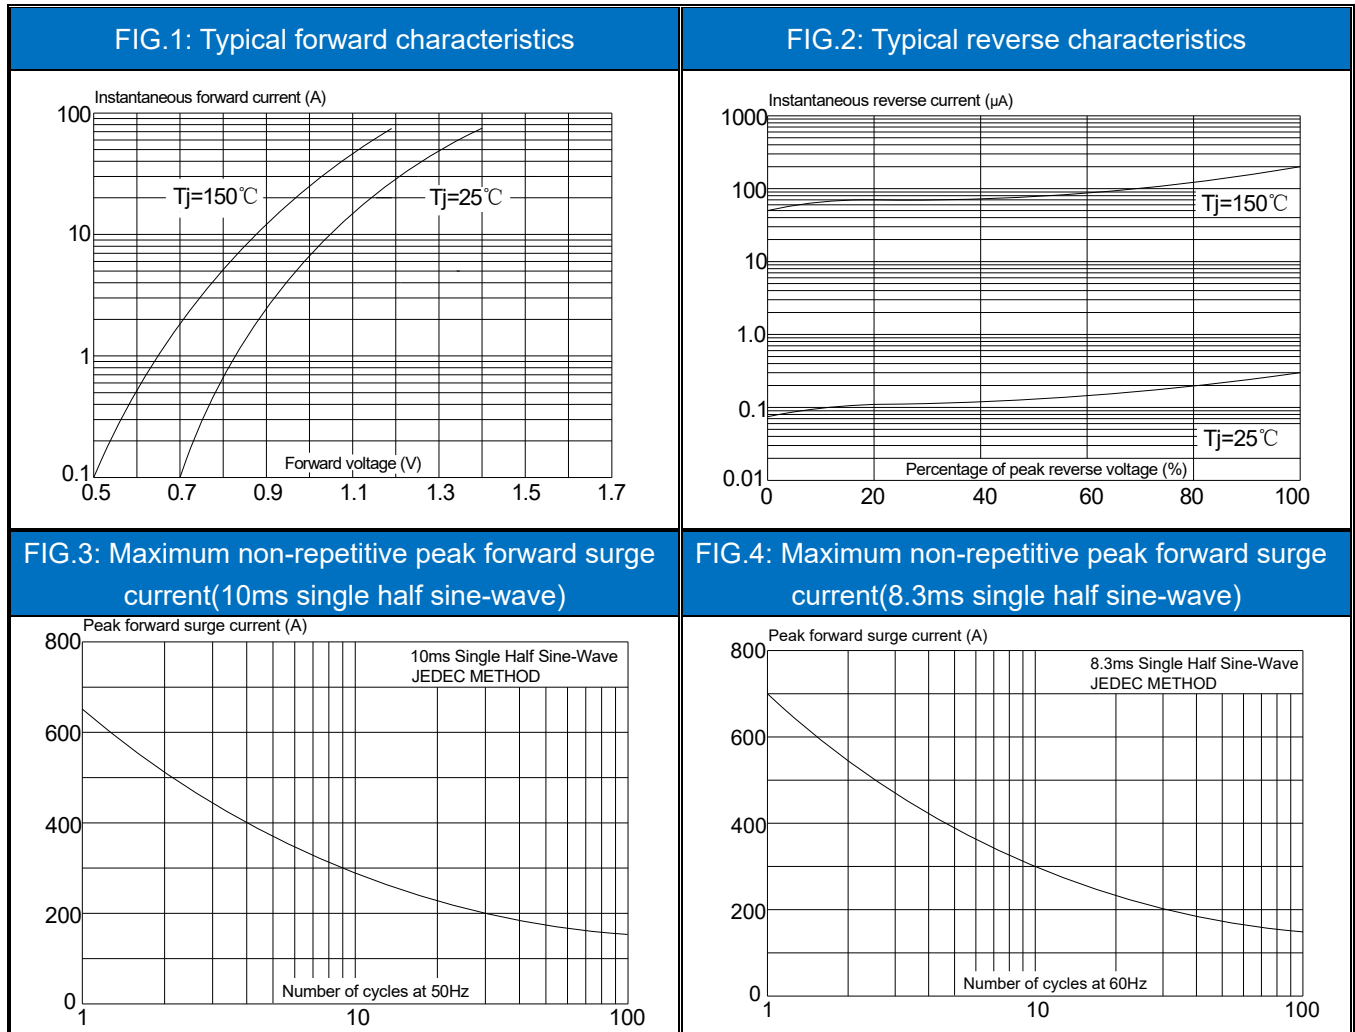 FIG.1: Typical forward characteristics
Instantaneous forward current (A)
100
10
1
0.1
Tj=150℃
Tj=25℃
Forward voltage (V)
0.5 0.7 0.9 1.1 1.3 1.5 1.7
FIG.2: Typical reverse characteristics
Instantaneous reverse current (μA)
1000
100
10
1.0
0.1
0.01
Tj=150℃
Tj=25℃
Percentage of peak reverse voltage (%)
0 20 40 60 80 100
FIG.3: Maximum non-repetitive peak forward surge
current(10ms single half sine-wave)
Peak forward surge current (A)
800
600
400
200
0
10ms Single Half Sine-Wave
JEDEC METHOD
Number of cycles at 50Hz
1 10 100
FIG.4: Maximum non-repetitive peak forward surge
current(8.3ms single half sine-wave)
Peak forward surge current (A)
800
600
400
200
0
8.3ms Single Half Sine-Wave
JEDEC METHOD
Number of cycles at 60Hz
1 10 100